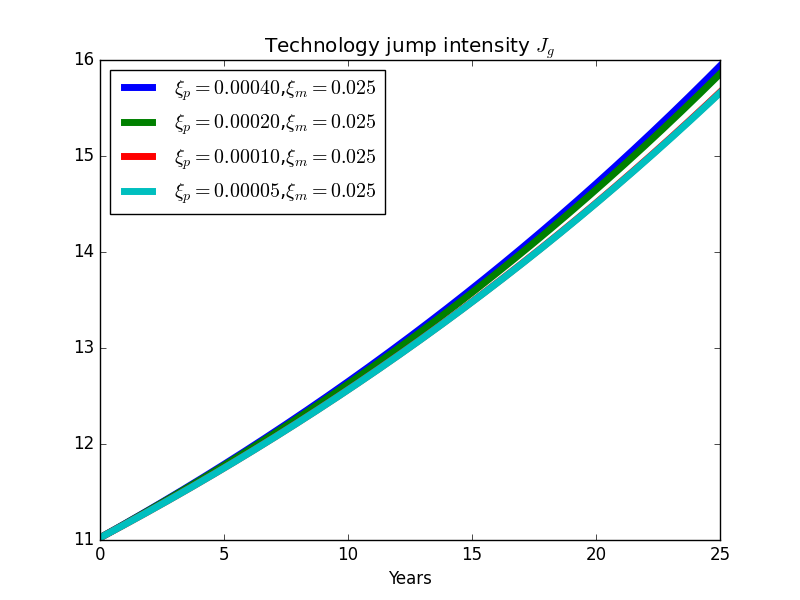 Technology jump intensity J_g
16
15
14
13
12
11
ξ_p = 0.00040,ξ_m = 0.025
ξ_p = 0.00020,ξ_m = 0.025
ξ_p = 0.00010,ξ_m = 0.025
ξ_p = 0.00005,ξ_m = 0.025
0 5 10 15 20 25
Years